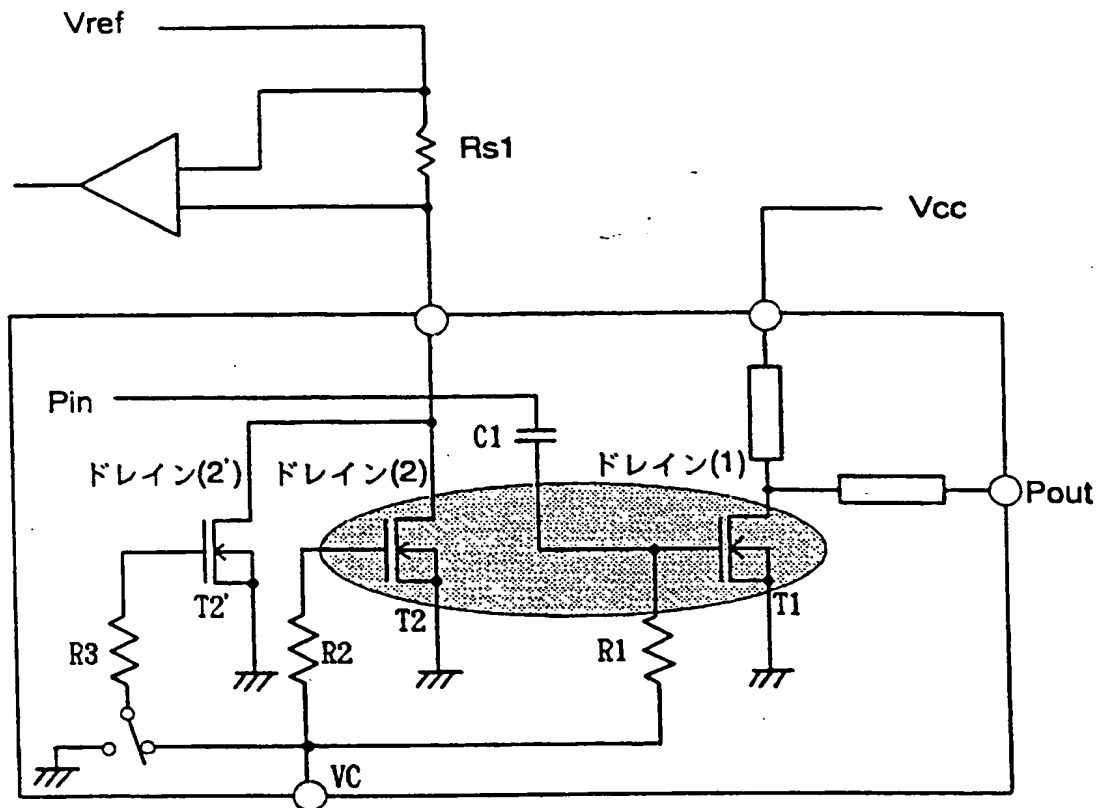 Vref
Rs1
Vcc
Pin
C1
ドレイン(2')
ドレイン(2)
ドレイン(1)
Pout
T2'
T2
T1
R3
R2
R1
VC